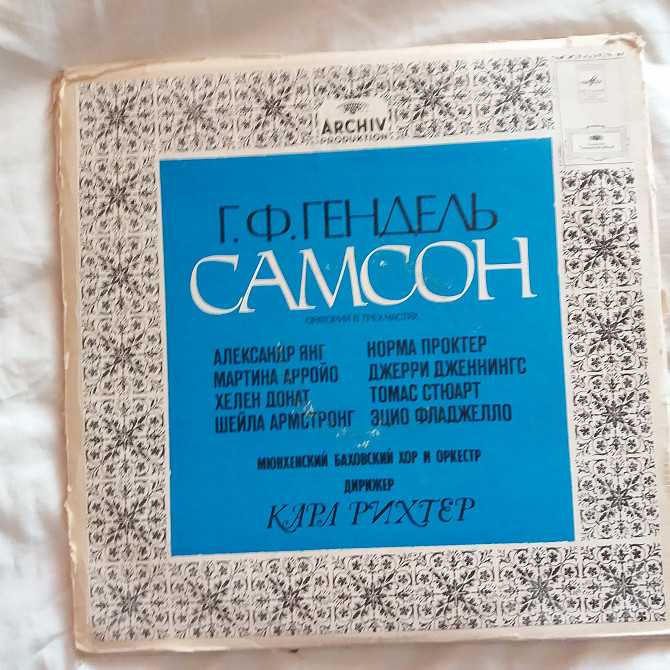 ARCHIV
PRODUKTION
Г. Ф. ГЕНДЕЛЬ
САМСОН
ОРАТОРИЯ В ТРЕХ ЧАСТЯХ
АЛЕКСАНДР ЯНГ
МАРТИНА АРРОЙО
ХЕЛЕН ДОНАТ
ШЕЙЛА АРМСТРОНГ
НОРМА ПРОКТЕР
ДЖЕРРИ ДЖЕННИНГС
ТОМАС СТЮАРТ
ЭЦИО ФЛАДЖЕЛЛО
МЮНХЕНСКИЙ БАХОВСКИЙ ХОР И ОРКЕСТР
ДИРИЖЕР
КАРЛ РИХТЕР